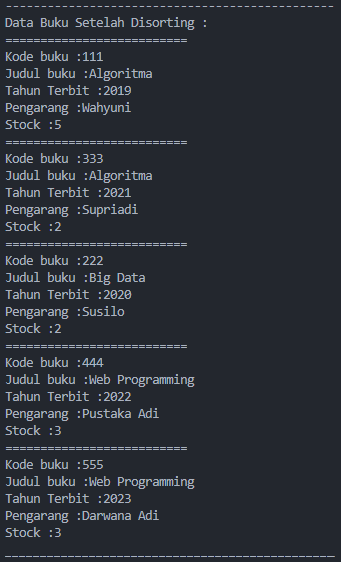 -----------------------------------------------
Data Buku Setelah Disorting :
==========================
Kode buku :111
Judul buku :Algoritma
Tahun Terbit :2019
Pengarang :Wahyuni
Stock :5
==========================
Kode buku :333
Judul buku :Algoritma
Tahun Terbit :2021
Pengarang :Supriadi
Stock :2
==========================
Kode buku :222
Judul buku :Big Data
Tahun Terbit :2020
Pengarang :Susilo
Stock :2
==========================
Kode buku :444
Judul buku :Web Programming
Tahun Terbit :2022
Pengarang :Pustaka Adi
Stock :3
==========================
Kode buku :555
Judul buku :Web Programming
Tahun Terbit :2023
Pengarang :Darwana Adi
Stock :3
_______________________________________________